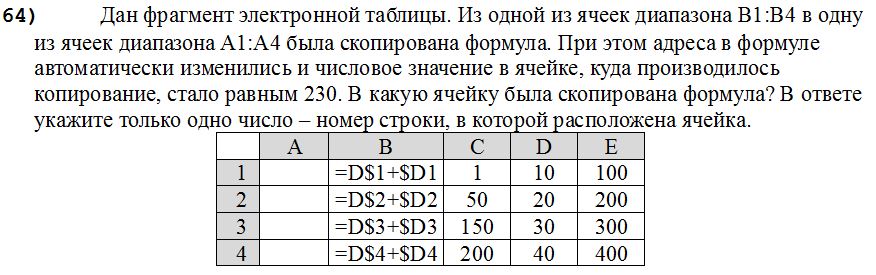 64) Дан фрагмент электронной таблицы. Из одной из ячеек диапазона B1:B4 в одну
из ячеек диапазона A1:A4 была скопирована формула. При этом адреса в формуле
автоматически изменились и числовое значение в ячейке, куда производилось
копирование, стало равным 230. В какую ячейку была скопирована формула? В ответе
укажите только одно число – номер строки, в которой расположена ячейка.
A B C D E
1 =D$1+$D1 1 10 100
2 =D$2+$D2 50 20 200
3 =D$3+$D3 150 30 300
4 =D$4+$D4 200 40 400